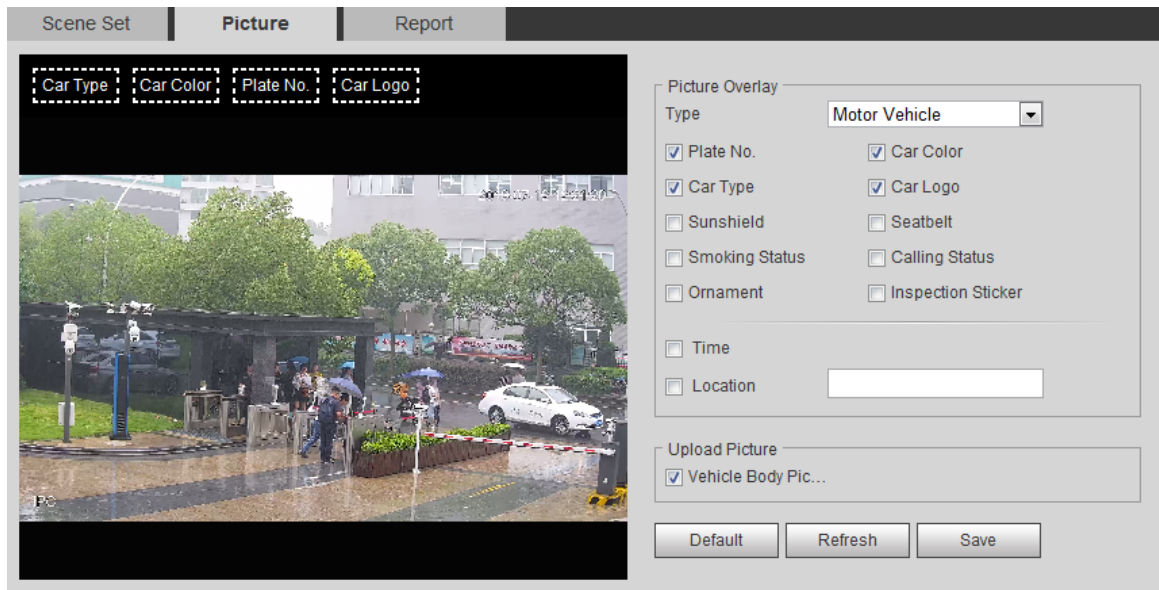 Scene Set Picture Report
Car Type Car Color Plate No. Car Logo
Picture Overlay
Type Motor Vehicle
Plate No. Car Color
Car Type Car Logo
Sunshield Seatbelt
Smoking Status Calling Status
Ornament Inspection Sticker
Time
Location
IPC
Upload Picture
Vehicle Body Pic...
Default Refresh Save